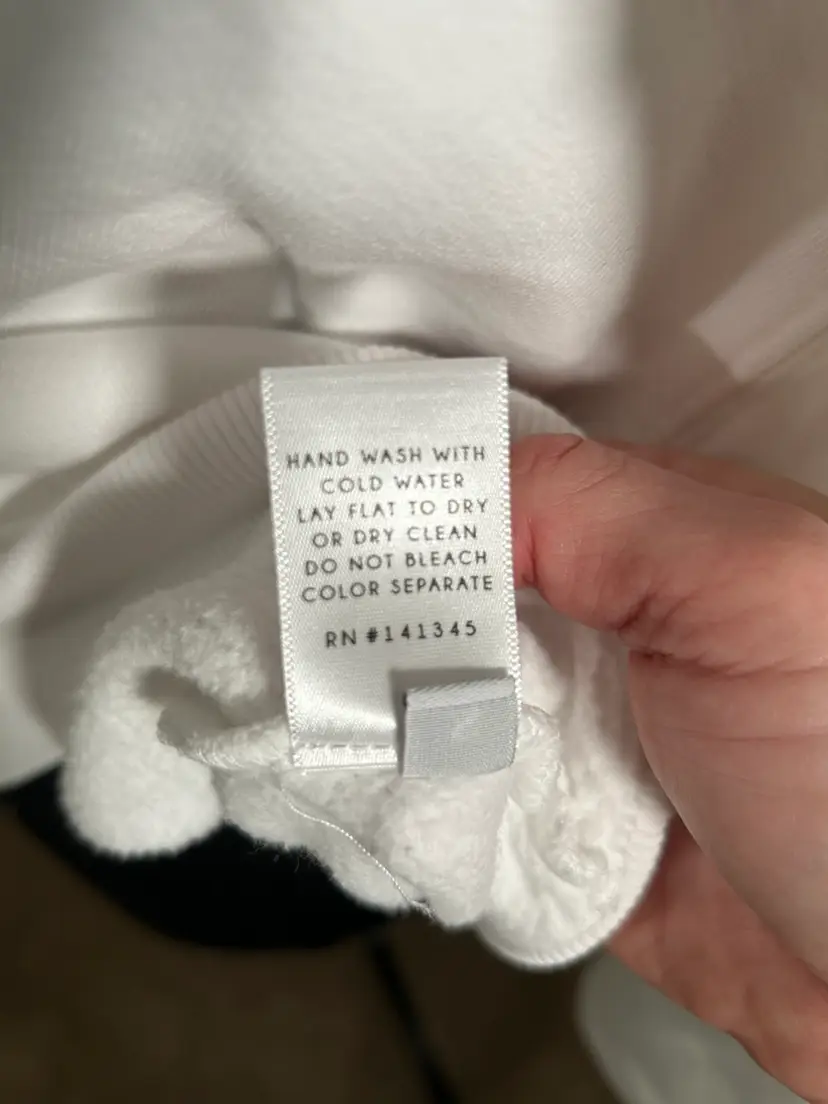 HAND WASH WITH
COLD WATER
LAY FLAT TO DRY
OR DRY CLEAN
DO NOT BLEACH
COLOR SEPARATE
RN #141345